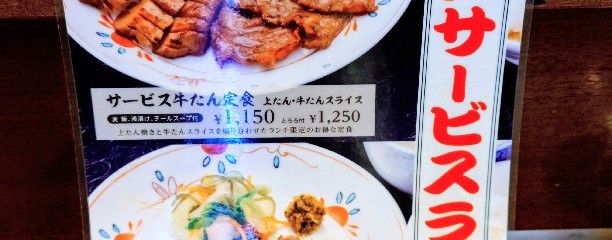 サービス牛たん定食 上たん・牛たんスライス
麦飯、浅漬け、テールスープ付 ¥1,150 とろろ付 ¥1,250
上たん焼きと牛たんスライスを組み合わせたランチ限定のお得な定食
サービスラ